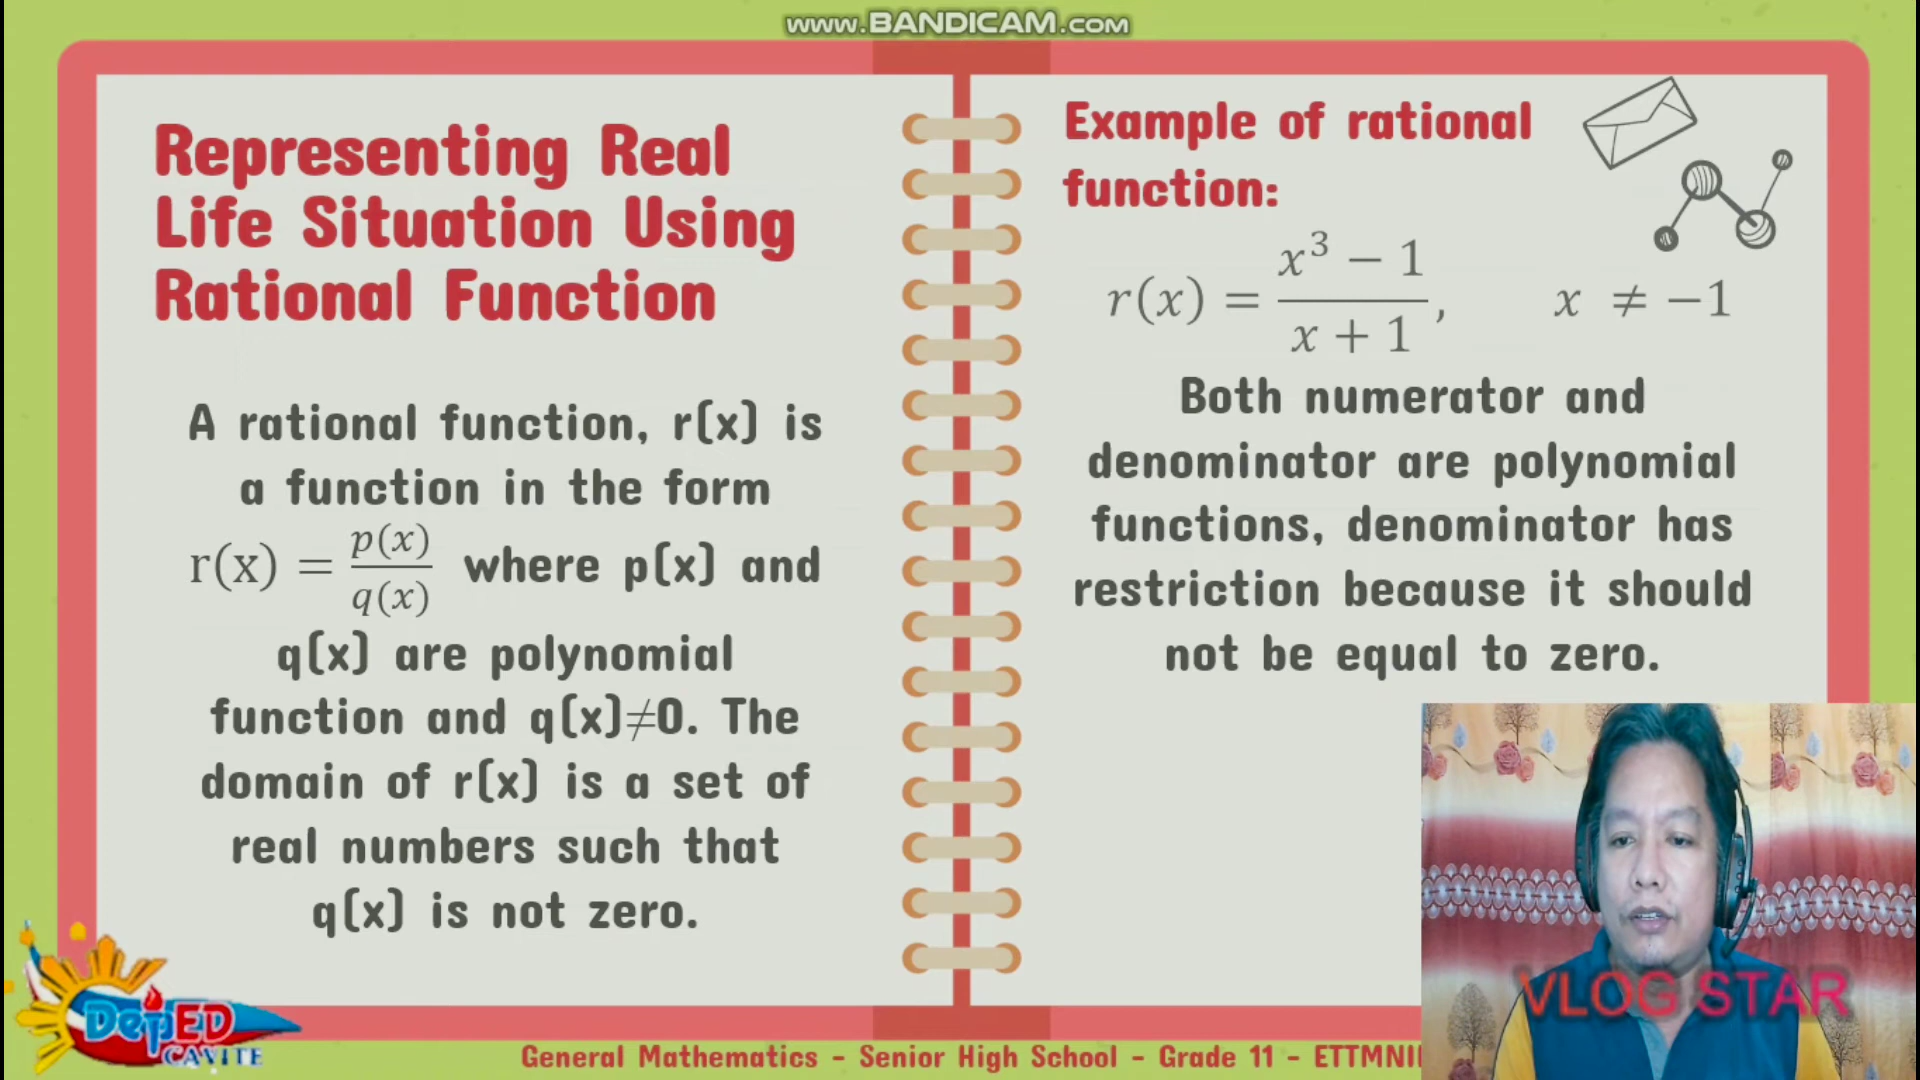 www.BANDICAM.com
Representing Real
Life Situation Using
Rational Function
A rational function, r(x) is
a function in the form
r(x) = p(x)/q(x) where p(x) and
q(x) are polynomial
function and q(x)≠0. The
domain of r(x) is a set of
real numbers such that
q(x) is not zero.
Example of rational
function:
r(x) = (x³ − 1)/(x + 1), x ≠ −1
Both numerator and
denominator are polynomial
functions, denominator has
restriction because it should
not be equal to zero.
VLOG STAR
DepED
CAVITE
General Mathematics - Senior High School - Grade 11 -